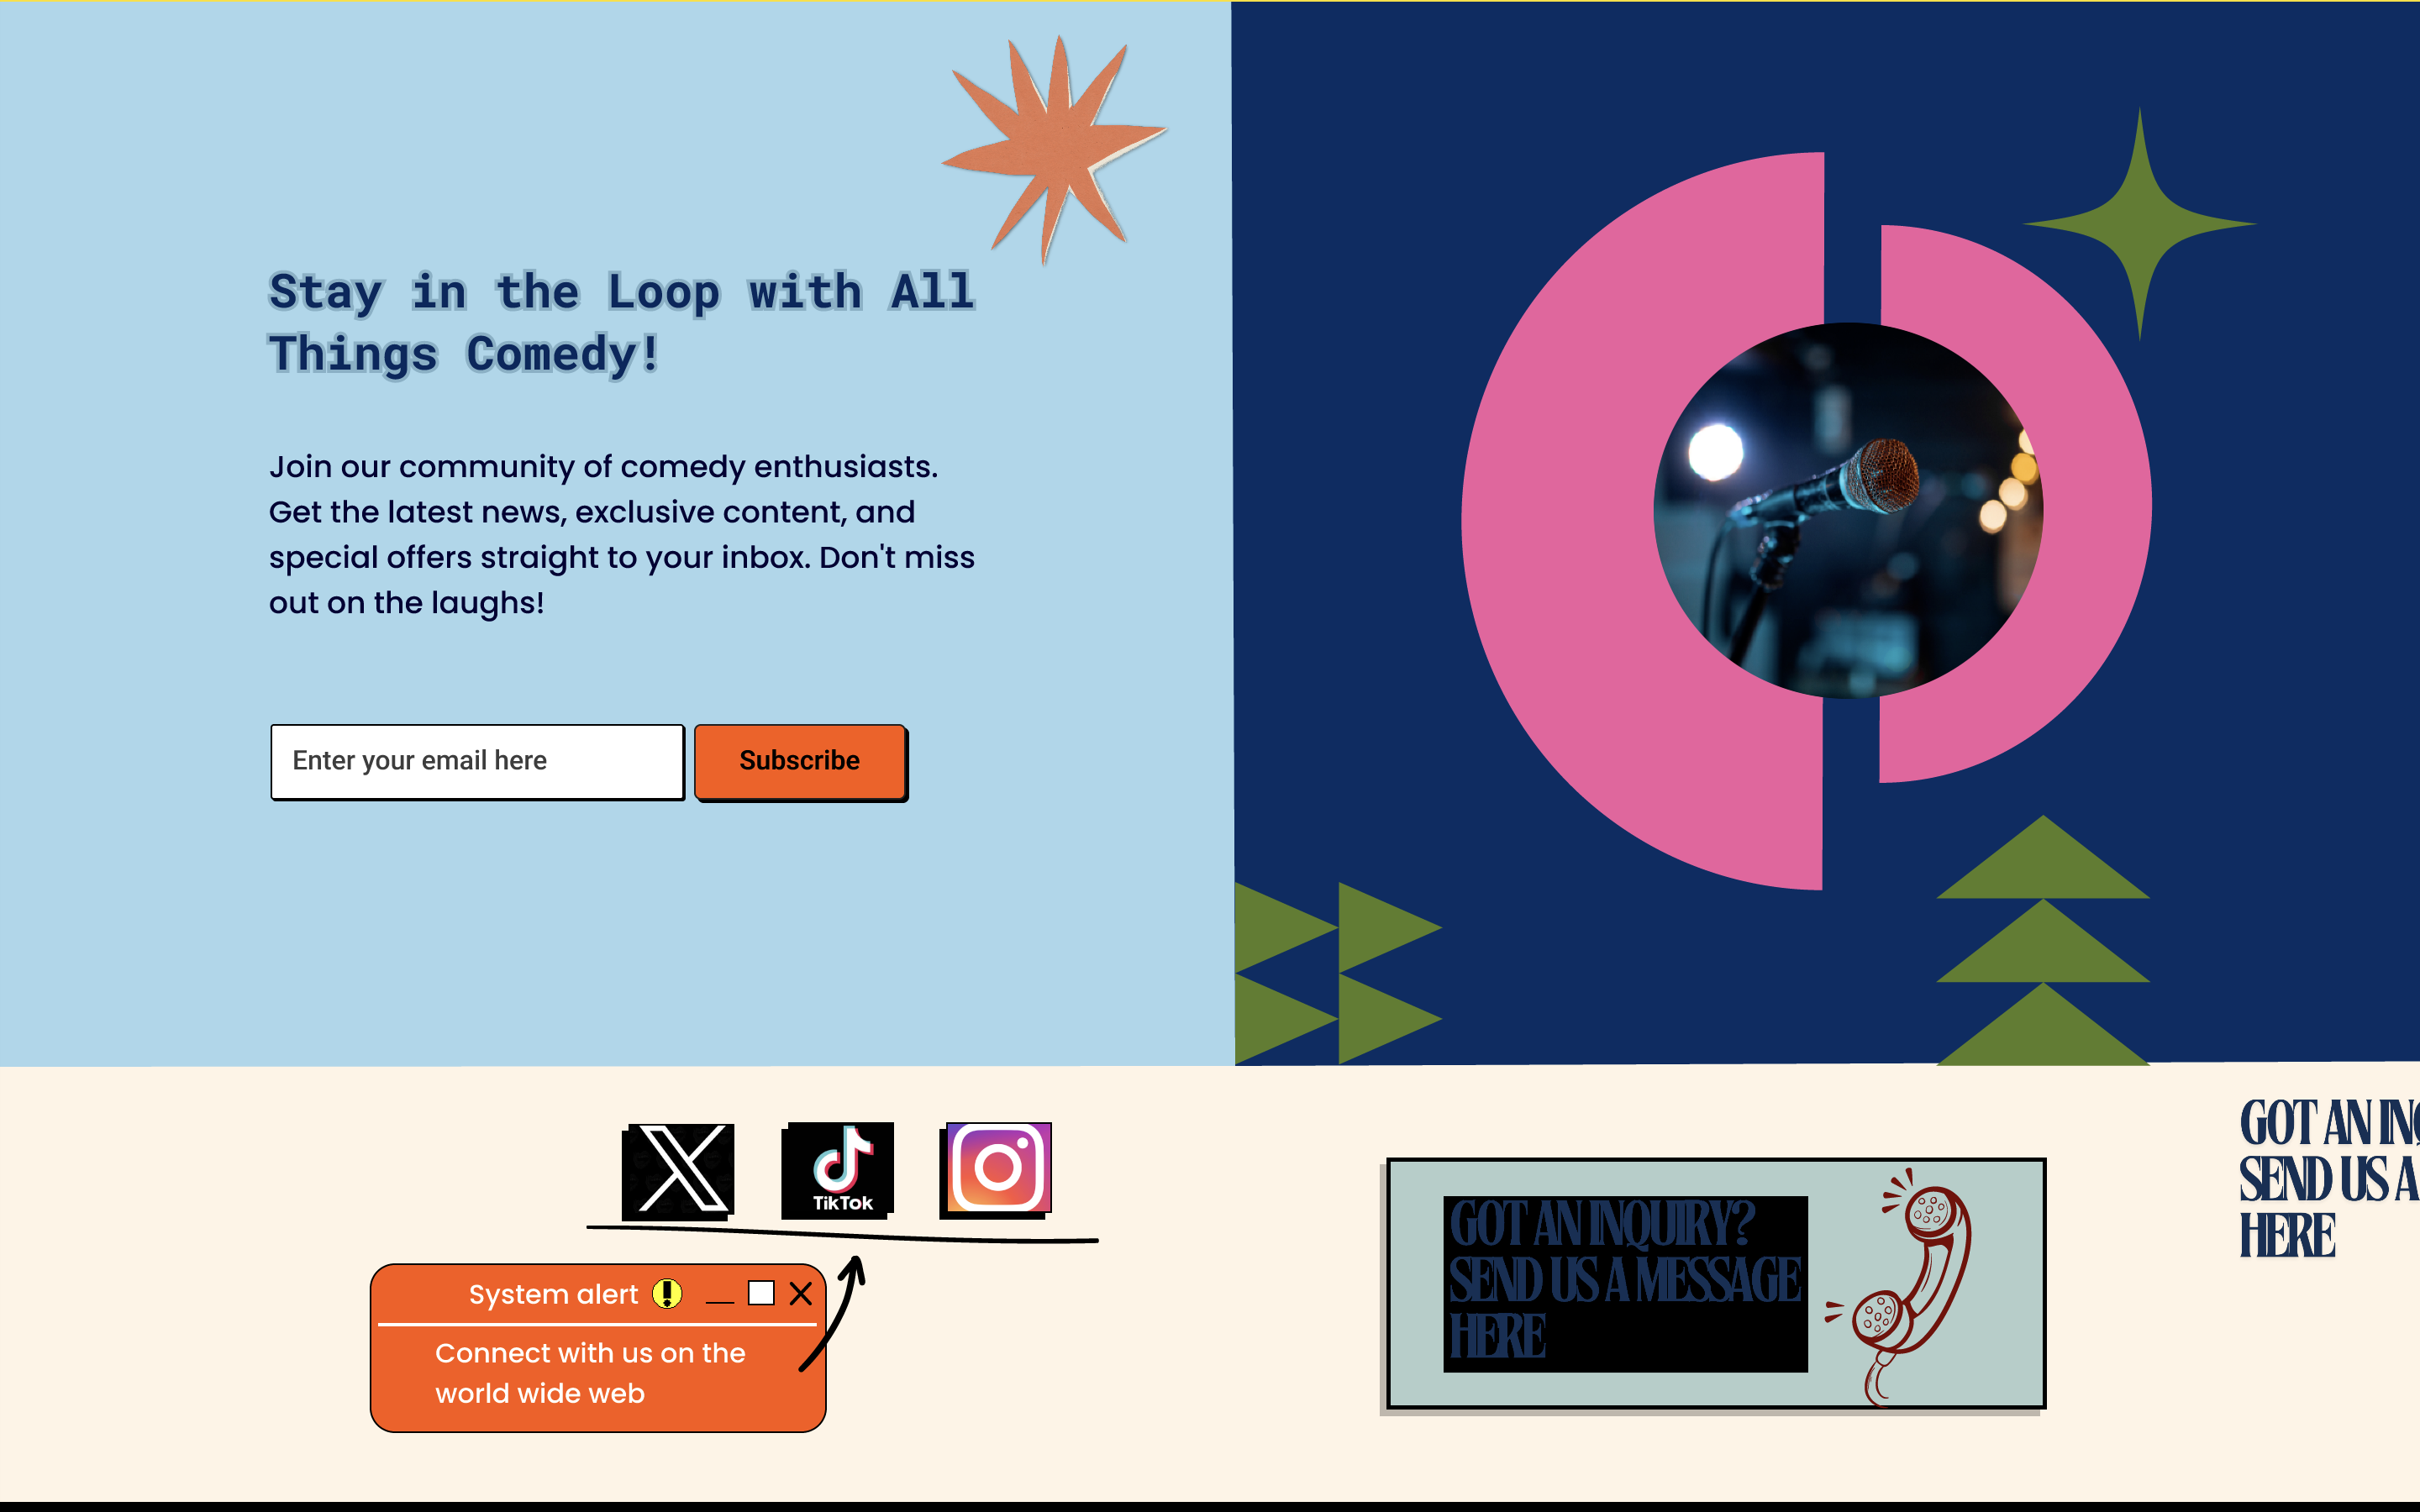 Stay in the Loop with All
Things Comedy!
Join our community of comedy enthusiasts.
Get the latest news, exclusive content, and
special offers straight to your inbox. Don't miss
out on the laughs!
Enter your email here
Subscribe
TikTok
System alert
Connect with us on the
world wide web
GOT AN INQUIRY?
SEND US A MESSAGE
HERE
GOT AN
SEND US A
HERE